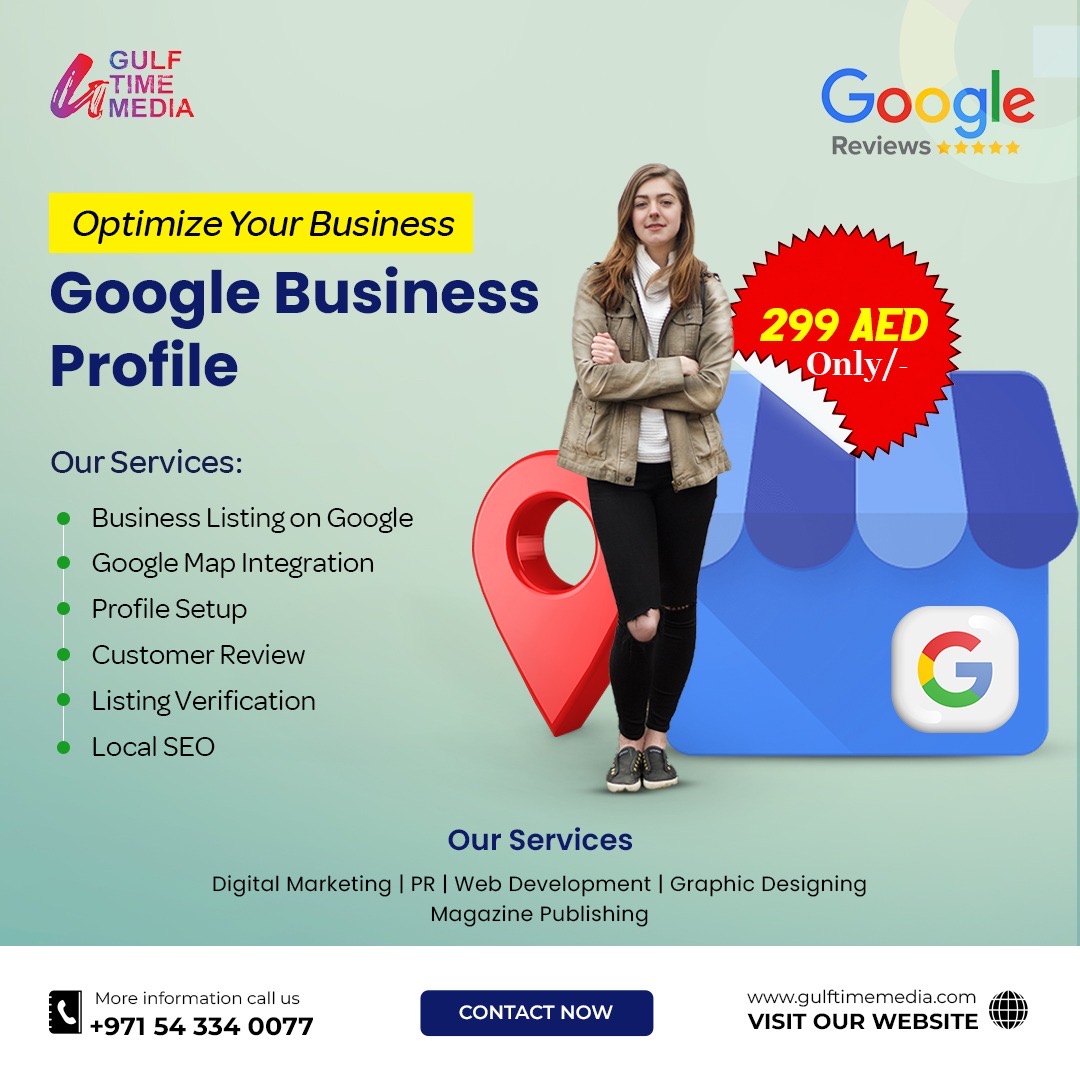 GULF
TIME
MEDIA
Google
Reviews
Optimize Your Business
Google Business
Profile
299 AED
Only/-
Our Services:
Business Listing on Google
Google Map Integration
Profile Setup
Customer Review
Listing Verification
Local SEO
G
Our Services
Digital Marketing | PR | Web Development | Graphic Designing
Magazine Publishing
More information call us
+971 54 334 0077
CONTACT NOW
www.gulftimemedia.com
VISIT OUR WEBSITE